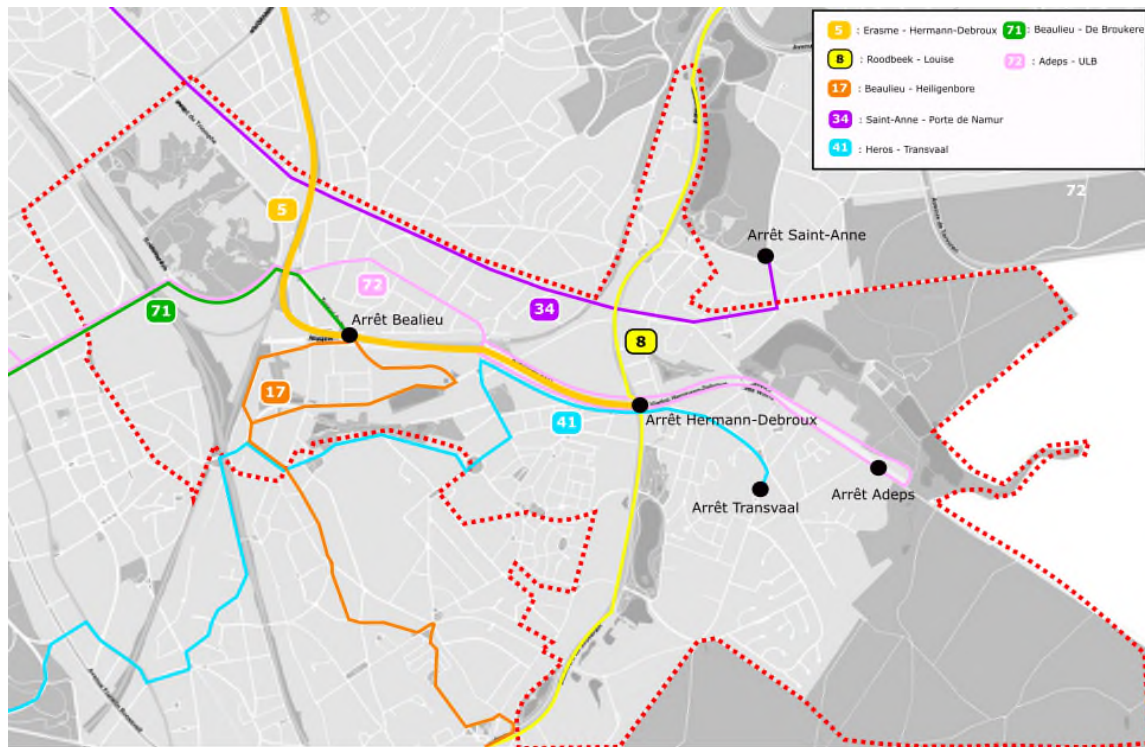 5 : Erasme - Hermann-Debroux
71 : Beaulieu - De Broukere
8 : Roodbeek - Louise
72 : Adeps - ULB
17 : Beaulieu - Heiligenbore
34 : Saint-Anne - Porte de Namur
41 : Heros - Transvaal
72
5
Arrêt Saint-Anne
72
71
34
Arrêt Bealieu
8
17
41
Arrêt Hermann-Debroux
Arrêt Adeps
Arrêt Transvaal